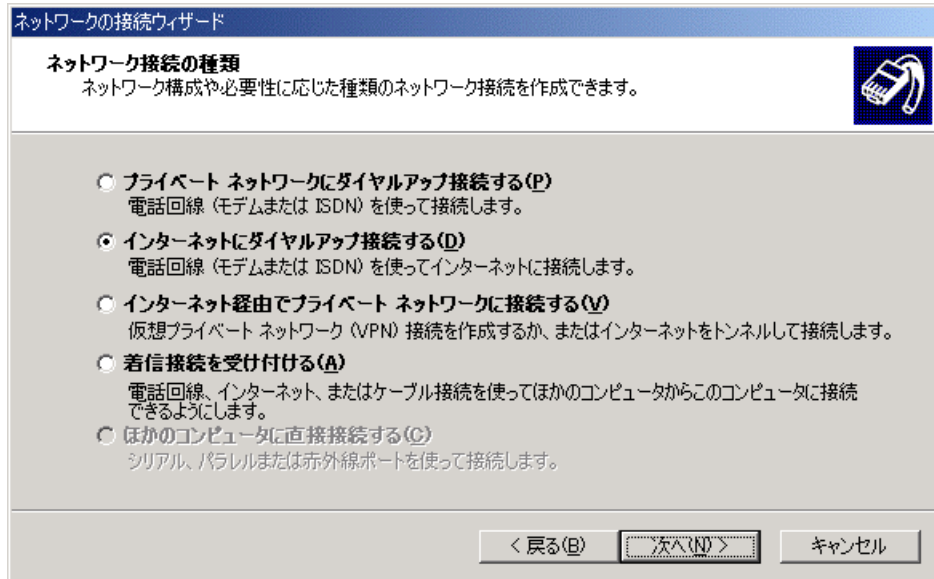 ネットワークの接続ウィザード
ネットワーク接続の種類
ネットワーク構成や必要性に応じた種類のネットワーク接続を作成できます。
プライベート ネットワークにダイヤルアップ接続する(P)
電話回線 (モデムまたは ISDN) を使って接続します。
インターネットにダイヤルアップ接続する(D)
電話回線 (モデムまたは ISDN) を使ってインターネットに接続します。
インターネット経由でプライベート ネットワークに接続する(V)
仮想プライベート ネットワーク (VPN) 接続を作成するか、またはインターネットをトンネルして接続します。
着信接続を受け付ける(A)
電話回線、インターネット、またはケーブル接続を使ってほかのコンピュータからこのコンピュータに接続
できるようにします。
ほかのコンピュータに直接接続する(C)
シリアル、パラレルまたは赤外線ポートを使って接続します。
< 戻る(B) 次へ(N) > キャンセル